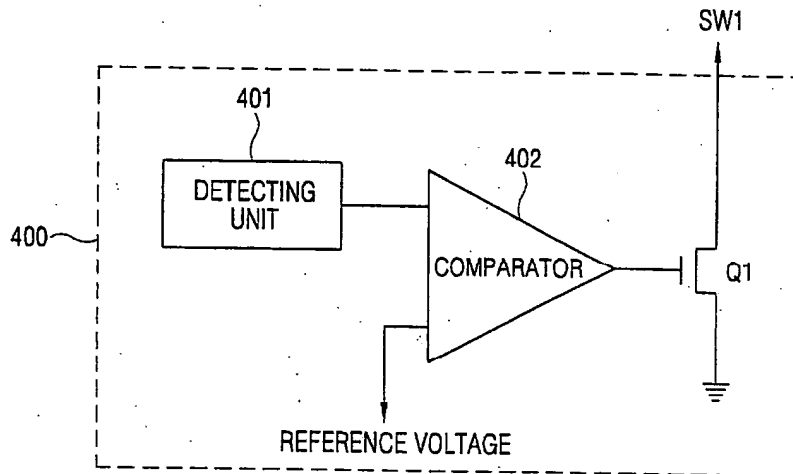 SW1
401
DETECTING
UNIT
402
400
COMPARATOR
Q1
REFERENCE VOLTAGE